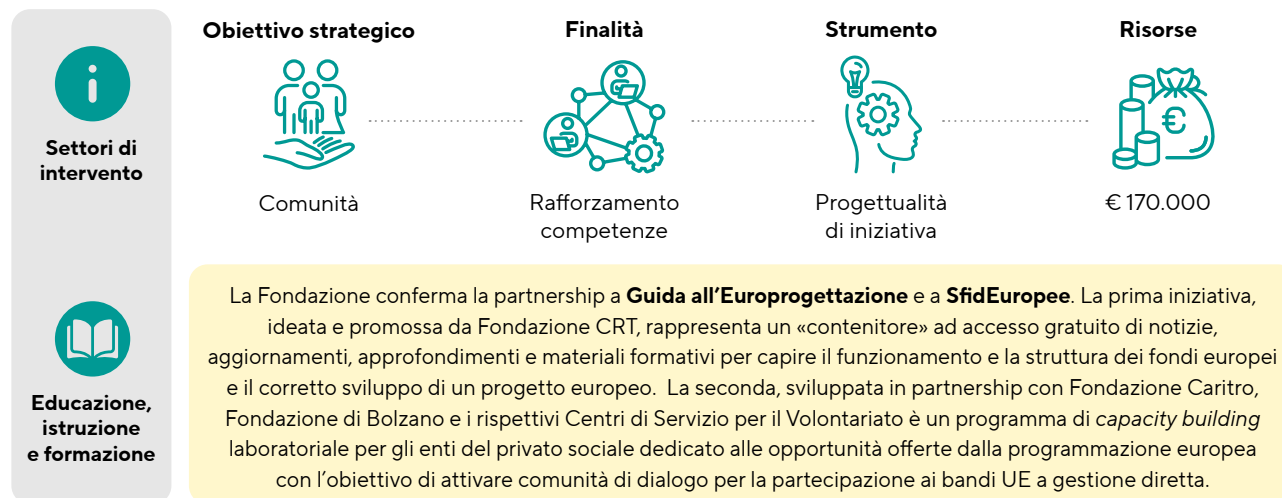 Settori di
intervento
Educazione,
istruzione
e formazione
Obiettivo strategico
Comunità
Finalità
Rafforzamento
competenze
Strumento
Progettualità
di iniziativa
Risorse
€
€ 170.000
La Fondazione conferma la partnership a Guida all’Europrogettazione e a SfidEuropee. La prima iniziativa,
ideata e promossa da Fondazione CRT, rappresenta un «contenitore» ad accesso gratuito di notizie,
aggiornamenti, approfondimenti e materiali formativi per capire il funzionamento e la struttura dei fondi europei
e il corretto sviluppo di un progetto europeo. La seconda, sviluppata in partnership con Fondazione Caritro,
Fondazione di Bolzano e i rispettivi Centri di Servizio per il Volontariato è un programma di capacity building
laboratoriale per gli enti del privato sociale dedicato alle opportunità offerte dalla programmazione europea
con l’obiettivo di attivare comunità di dialogo per la partecipazione ai bandi UE a gestione diretta.